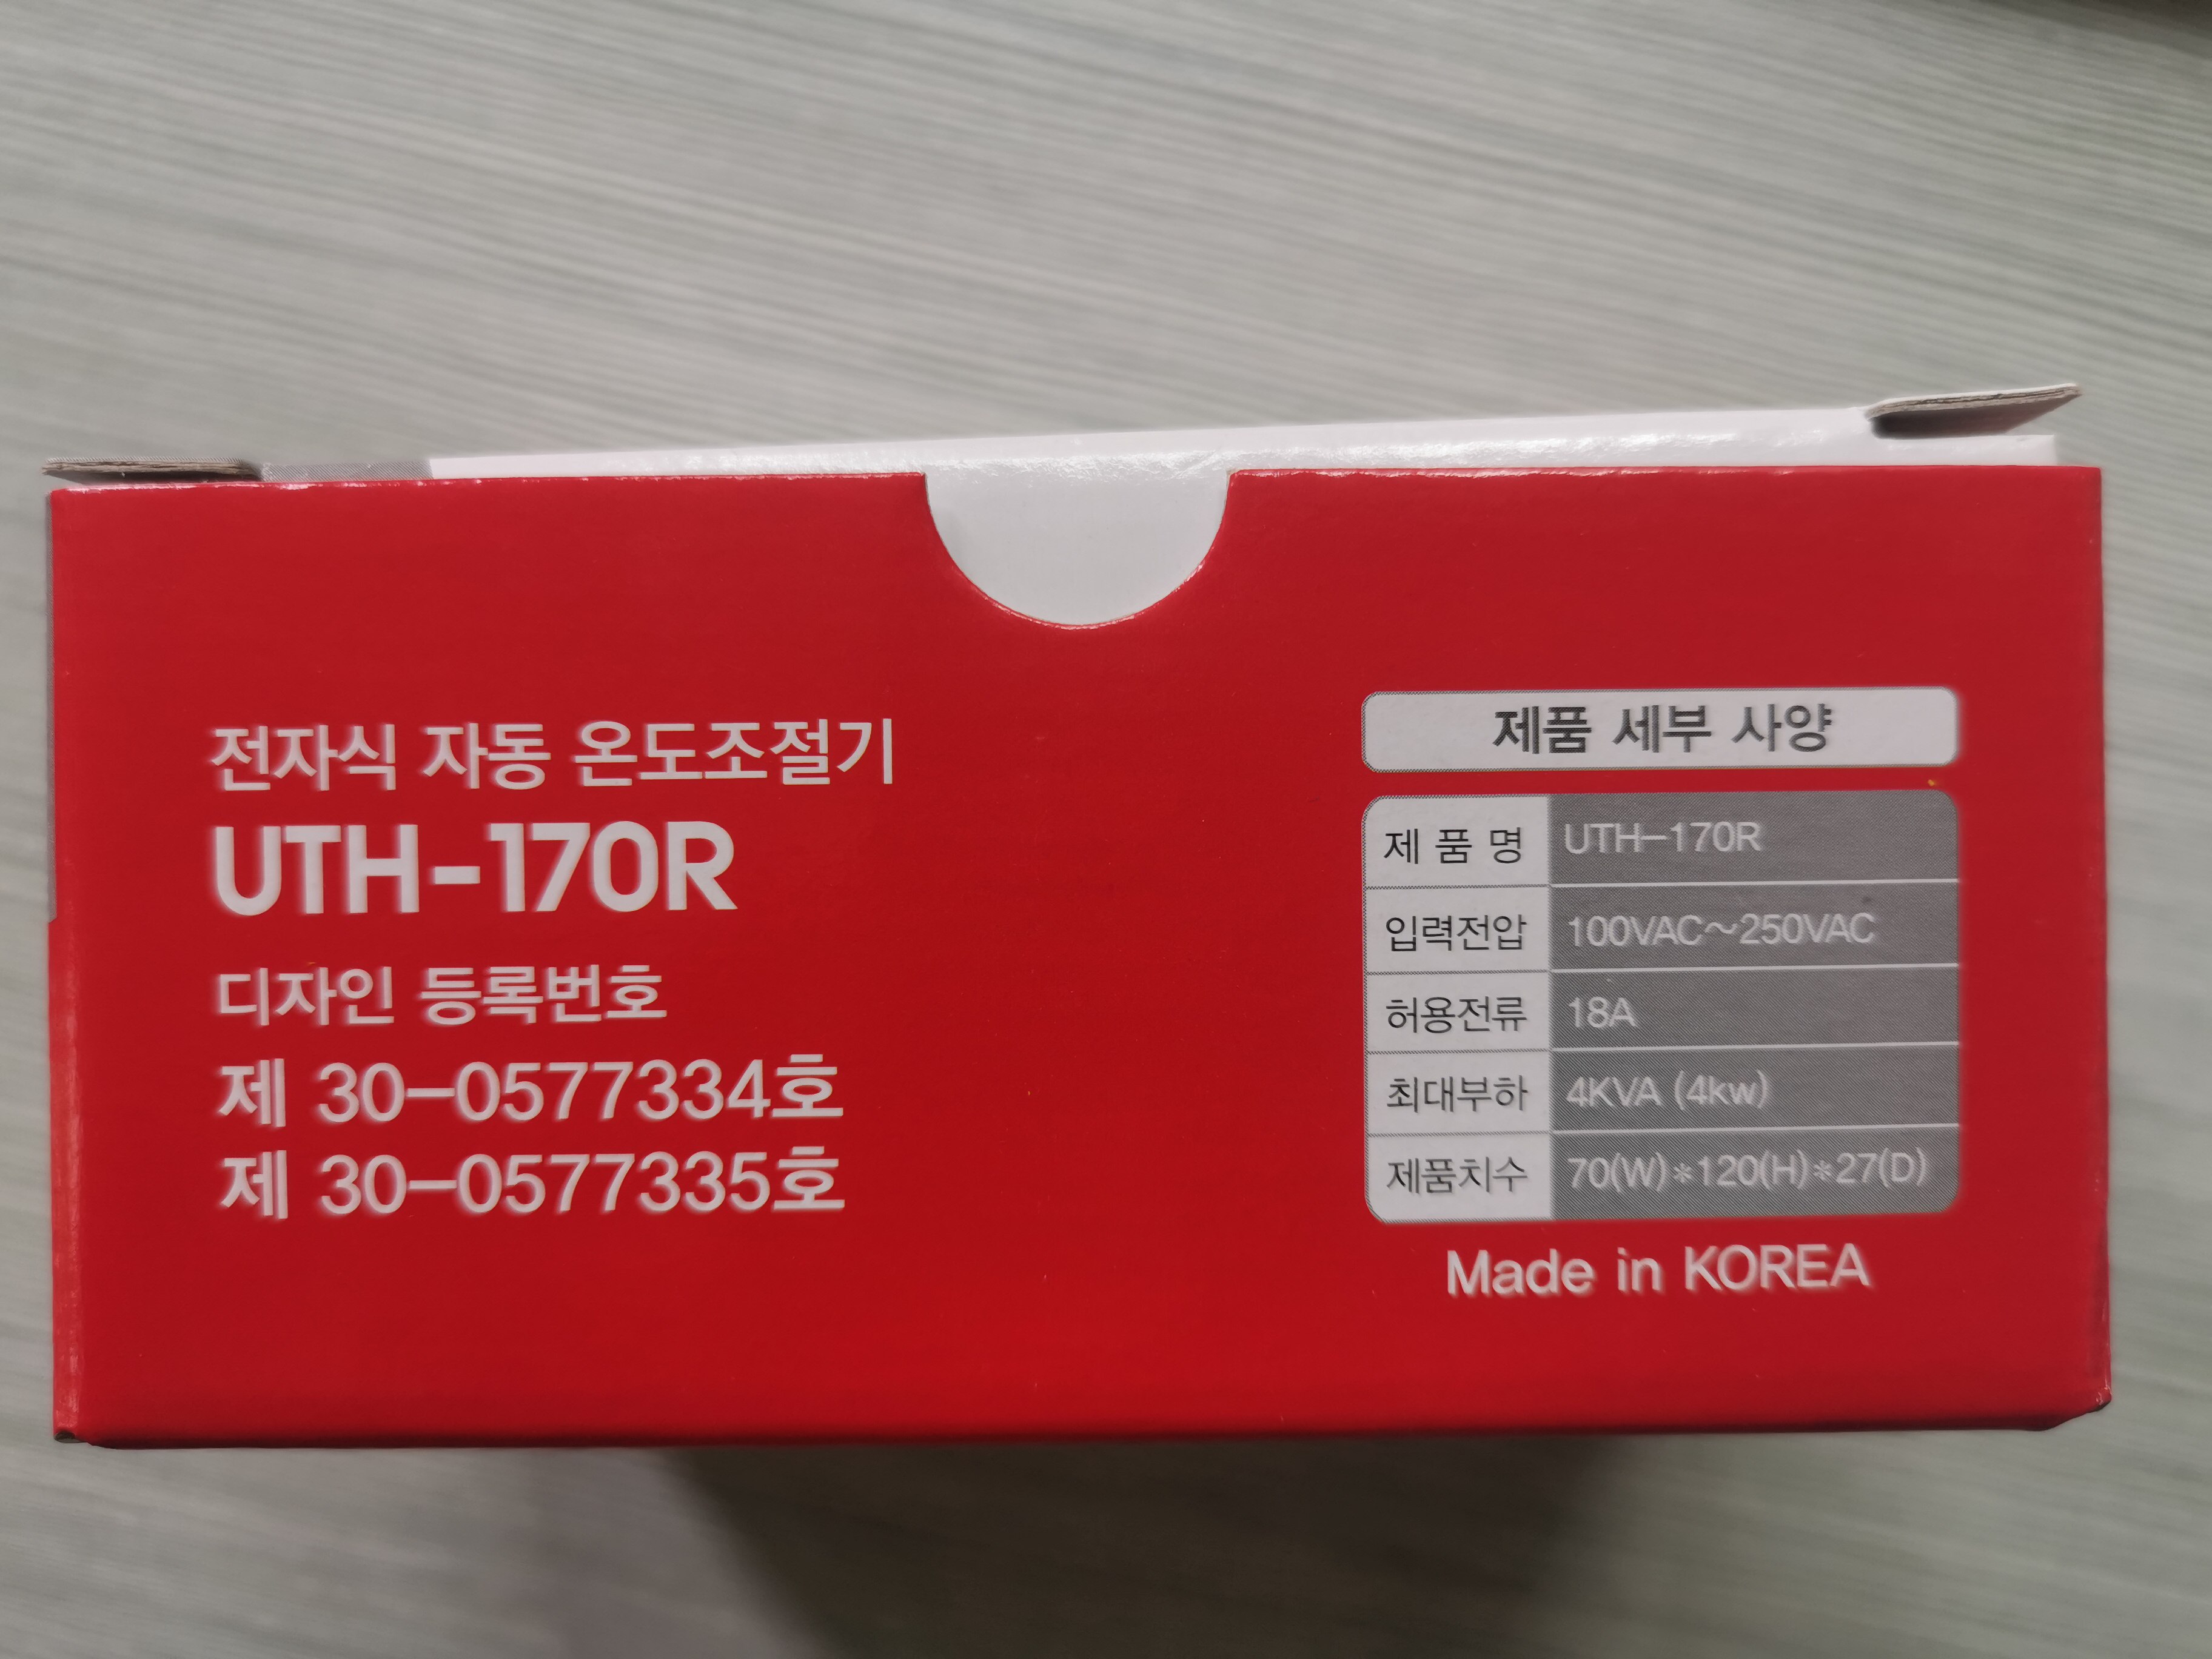 전자식 자동 온도조절기
UTH-170R
디자인 등록번호
제 30-0577334호
제 30-0577335호
제품 세부 사양
제 품 명 UTH-170R
입력전압 100VAC~250VAC
허용전류 18A
최대부하 4KVA (4kw)
제품치수 70(W)*120(H)*27(D)
Made in KOREA